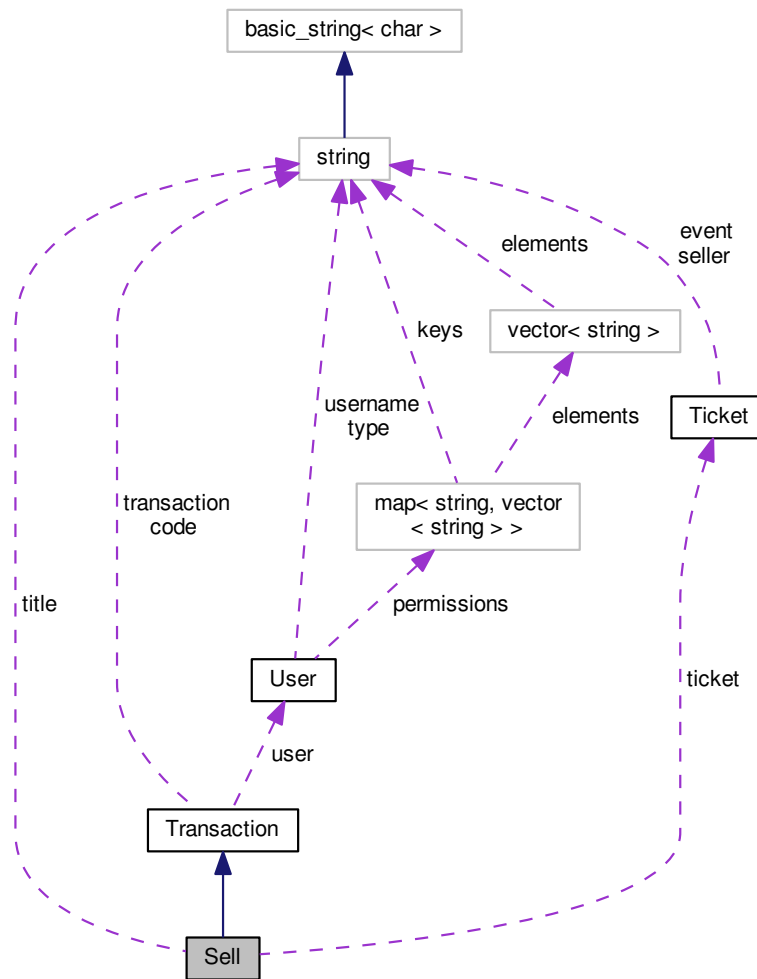 basic_string< char >
string
event
seller
elements
vector< string >
keys
username
type
elements
Ticket
map< string, vector
< string > >
transaction
code
title
permissions
User
ticket
user
Transaction
Sell